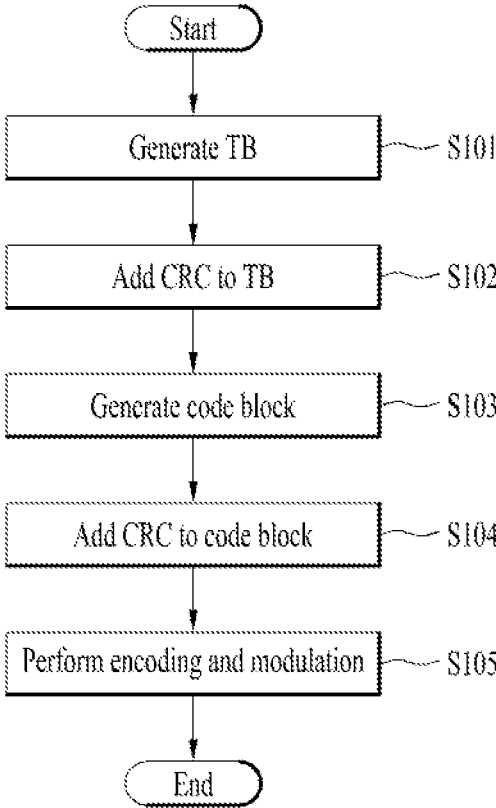 Start
Generate TB
S101
Add CRC to TB
S102
Generate code block
S103
Add CRC to code block
S104
Perform encoding and modulation
S105
End